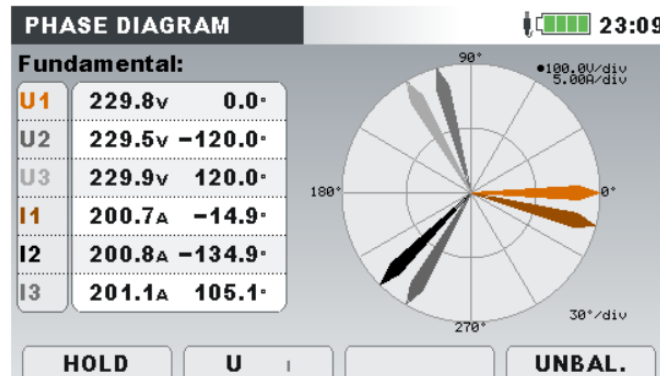 PHASE DIAGRAM 23:09
Fundamental:
U1 229.8V 0.0°
U2 229.5V -120.0°
U3 229.9V 120.0°
I1 200.7A -14.9°
I2 200.8A -134.9°
I3 201.1A 105.1°
90°
100.0V/div
5.00A/div
180°
0°
270°
30°/div
HOLD U I UNBAL.